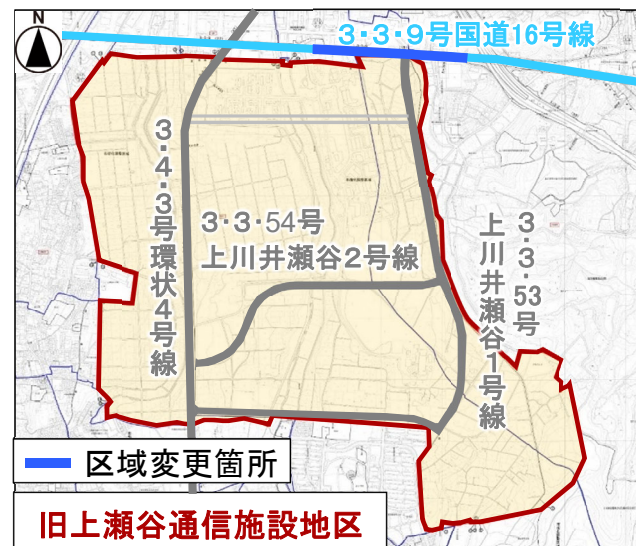 N
3・3・9号国道16号線
3・4・3号環状4号線
3・3・54号
上川井瀬谷2号線
3・3・53号
上川井瀬谷1号線
区域変更箇所
旧上瀬谷通信施設地区